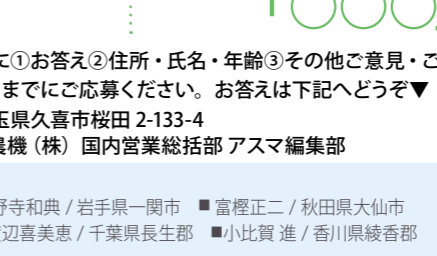 に①お答え②住所・氏名・年齢③その他ご意見・ご
までにご応募ください。お答えは下記へどうぞ▼
玉県久喜市桜田 2-133-4
農機 (株) 国内営業総括部 アスマ編集部
野寺和典 / 岩手県一関市 ■ 富樫正二 / 秋田県大仙市
辺喜美恵 / 千葉県長生郡 ■小比賀 進 / 香川県綾香郡